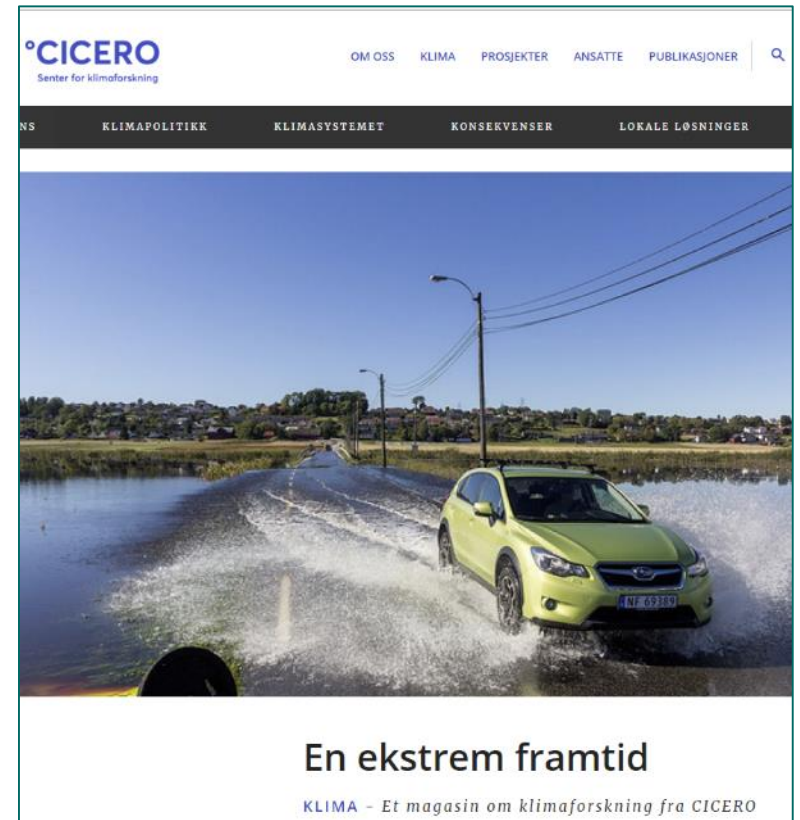 °CICERO
Senter for klimaforskning
OM OSS KLIMA PROSJEKTER ANSATTE PUBLIKASJONER
NS KLIMAPOLITIKK KLIMASYSTEMET KONSEKVENSER LOKALE LØSNINGER
NF 69389
En ekstrem framtid
KLIMA – Et magasin om klimaforskning fra CICERO